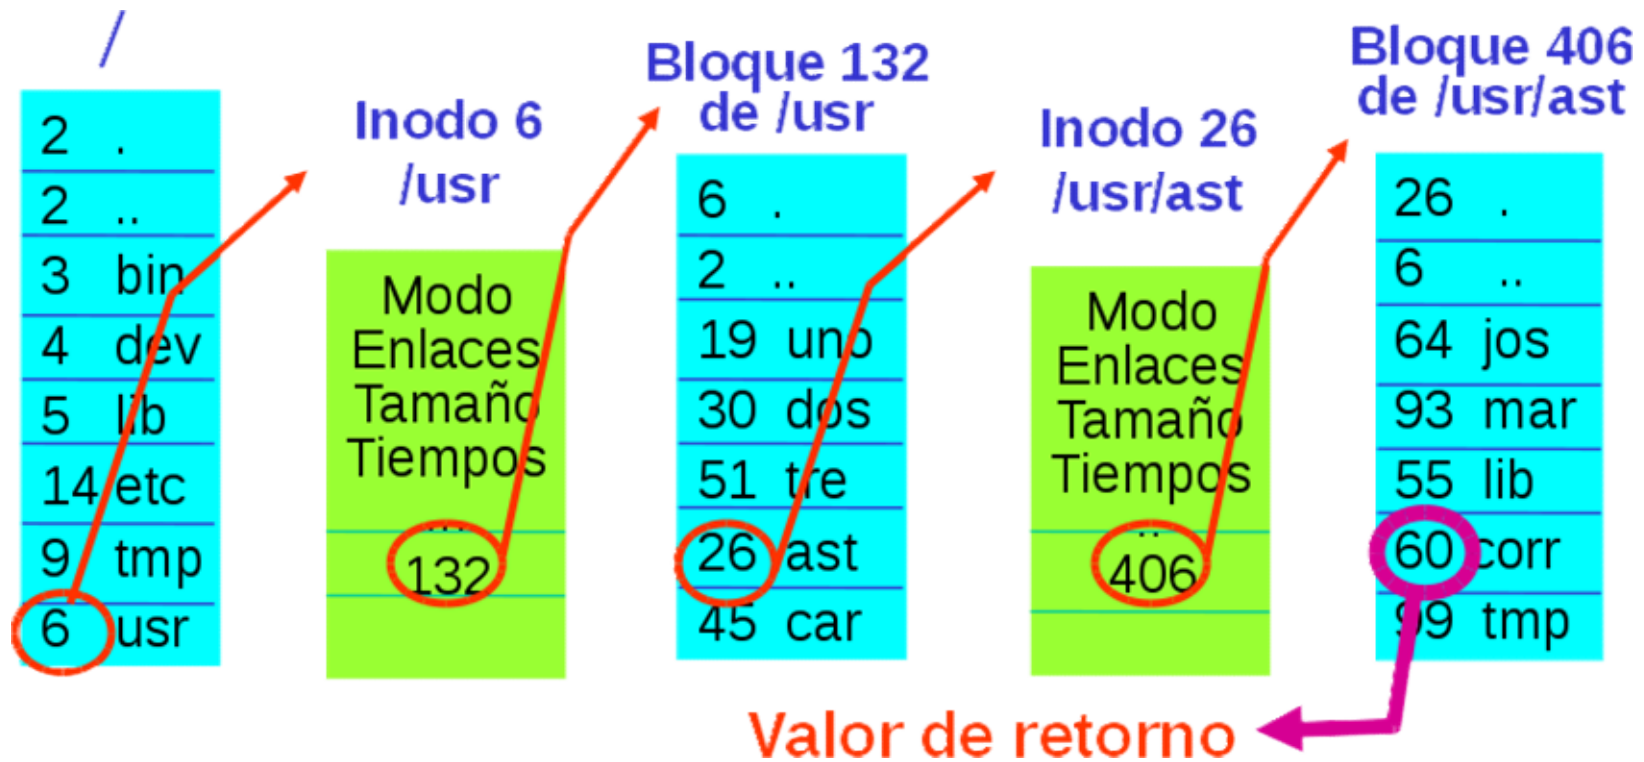 /
2 .
2 ..
3 bin
4 dev
5 lib
14 etc
9 tmp
6 usr
Inodo 6
/usr
Modo
Enlaces
Tamaño
Tiempos
...
132
Bloque 132
de /usr
6 .
2 ..
19 uno
30 dos
51 tre
26 ast
45 car
Inodo 26
/usr/ast
Modo
Enlaces
Tamaño
Tiempos
..
406
Bloque 406
de /usr/ast
26 .
6 ..
64 jos
93 mar
55 lib
60 corr
99 tmp
Valor de retorno